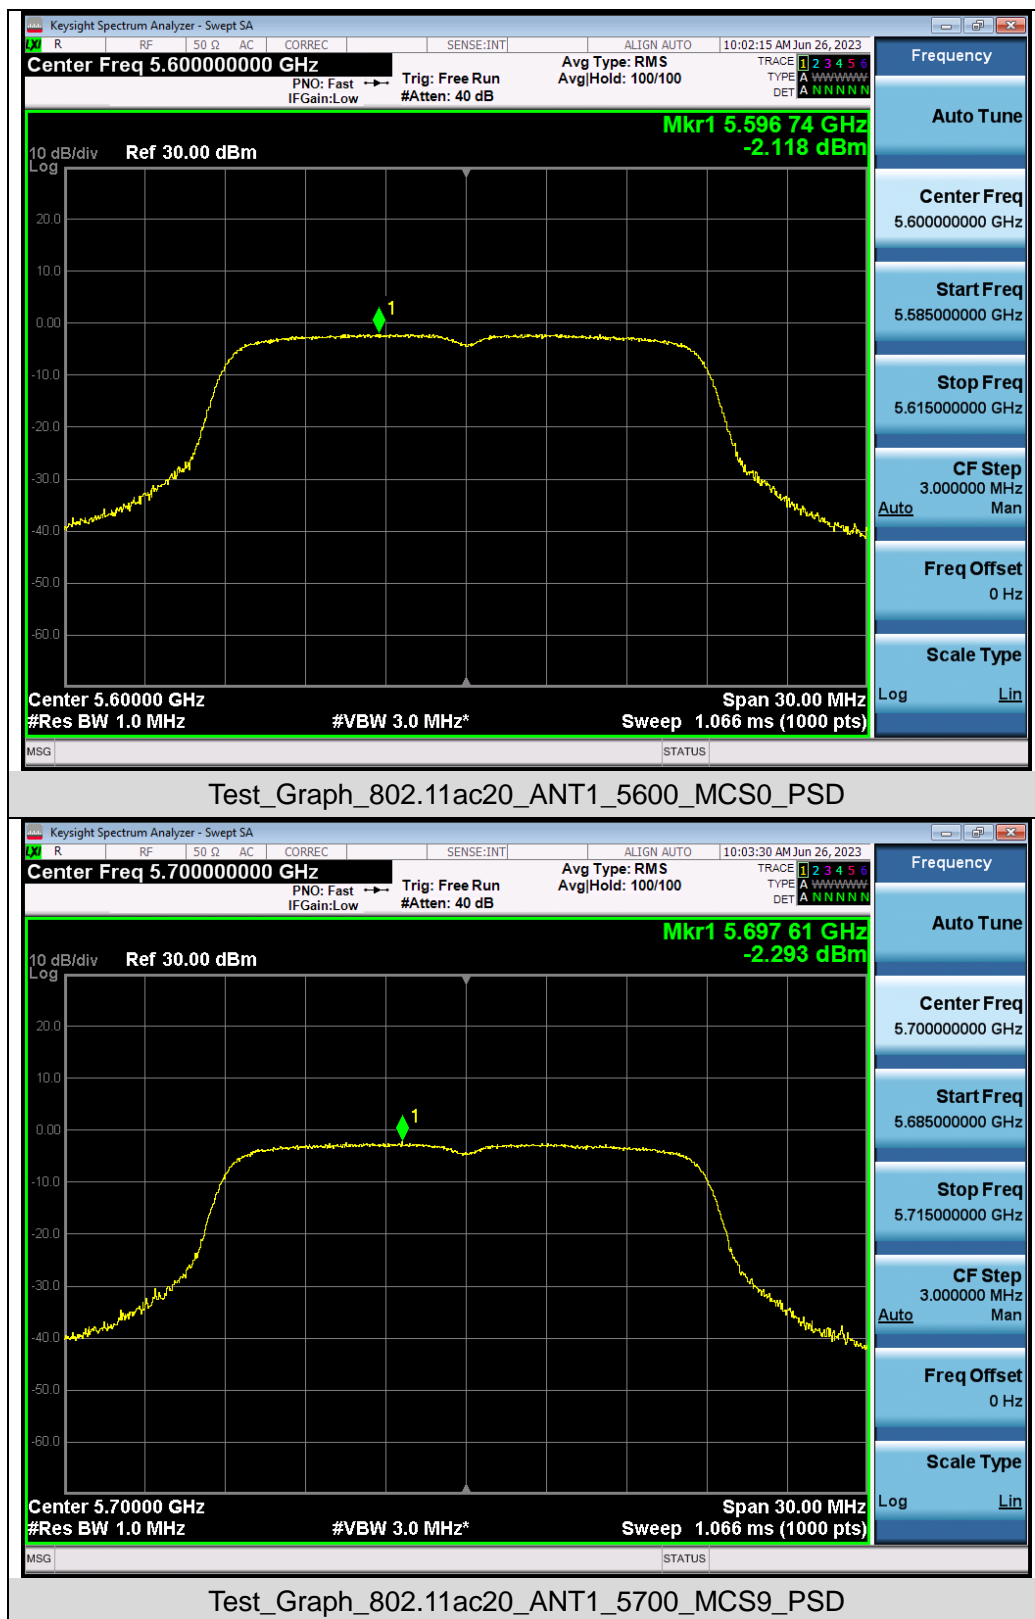 Keysight Spectrum Analyzer - Swept SA
LXI R RF 50 Ω AC CORREC SENSE:INT ALIGN AUTO 10:02:15 AM Jun 26, 2023
Center Freq 5.600000000 GHz
PNO: Fast
IFGain:Low
Trig: Free Run
#Atten: 40 dB
Avg Type: RMS
Avg|Hold: 100/100
TRACE 1 2 3 4 5 6
TYPE A WWWWW
DET A N N N N N
Mkr1 5.596 74 GHz
-2.118 dBm
10 dB/div Ref 30.00 dBm
Log
20.0
10.0
1
0.00
-10.0
-20.0
-30.0
-40.0
-50.0
-60.0
Center 5.60000 GHz Span 30.00 MHz
#Res BW 1.0 MHz #VBW 3.0 MHz* Sweep 1.066 ms (1000 pts)
MSG STATUS
Frequency
Auto Tune
Center Freq
5.600000000 GHz
Start Freq
5.585000000 GHz
Stop Freq
5.615000000 GHz
CF Step
3.000000 MHz
Auto Man
Freq Offset
0 Hz
Scale Type
Log Lin
Test_Graph_802.11ac20_ANT1_5600_MCS0_PSD
Keysight Spectrum Analyzer - Swept SA
LXI R RF 50 Ω AC CORREC SENSE:INT ALIGN AUTO 10:03:30 AM Jun 26, 2023
Center Freq 5.700000000 GHz
PNO: Fast
IFGain:Low
Trig: Free Run
#Atten: 40 dB
Avg Type: RMS
Avg|Hold: 100/100
TRACE 1 2 3 4 5 6
TYPE A WWWWW
DET A N N N N N
Mkr1 5.697 61 GHz
-2.293 dBm
10 dB/div Ref 30.00 dBm
Log
20.0
10.0
1
0.00
-10.0
-20.0
-30.0
-40.0
-50.0
-60.0
Center 5.70000 GHz Span 30.00 MHz
#Res BW 1.0 MHz #VBW 3.0 MHz* Sweep 1.066 ms (1000 pts)
MSG STATUS
Frequency
Auto Tune
Center Freq
5.700000000 GHz
Start Freq
5.685000000 GHz
Stop Freq
5.715000000 GHz
CF Step
3.000000 MHz
Auto Man
Freq Offset
0 Hz
Scale Type
Log Lin
Test_Graph_802.11ac20_ANT1_5700_MCS9_PSD